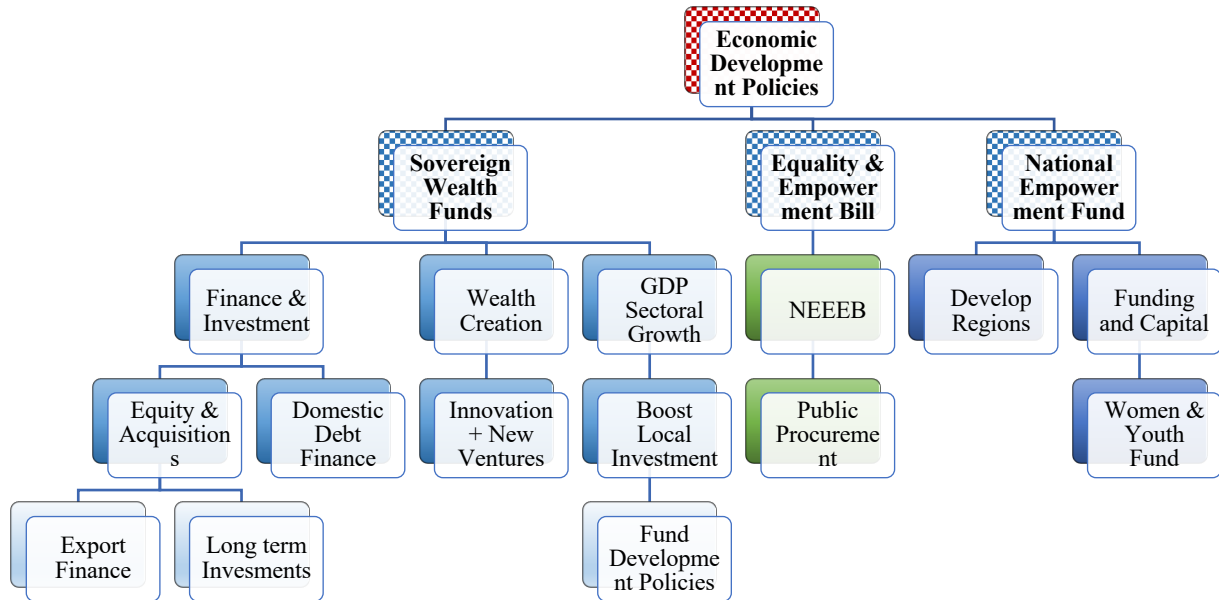 Economic
Developme
nt Policies
Sovereign
Wealth
Funds
Equality &
Empower
ment Bill
National
Empower
ment Fund
Finance &
Investment
Wealth
Creation
GDP
Sectoral
Growth
NEEEB
Develop
Regions
Funding
and Capital
Equity &
Acquisition
s
Domestic
Debt
Finance
Innovation
+ New
Ventures
Boost
Local
Investment
Public
Procureme
nt
Women &
Youth
Fund
Export
Finance
Long term
Invesments
Fund
Developme
nt Policies